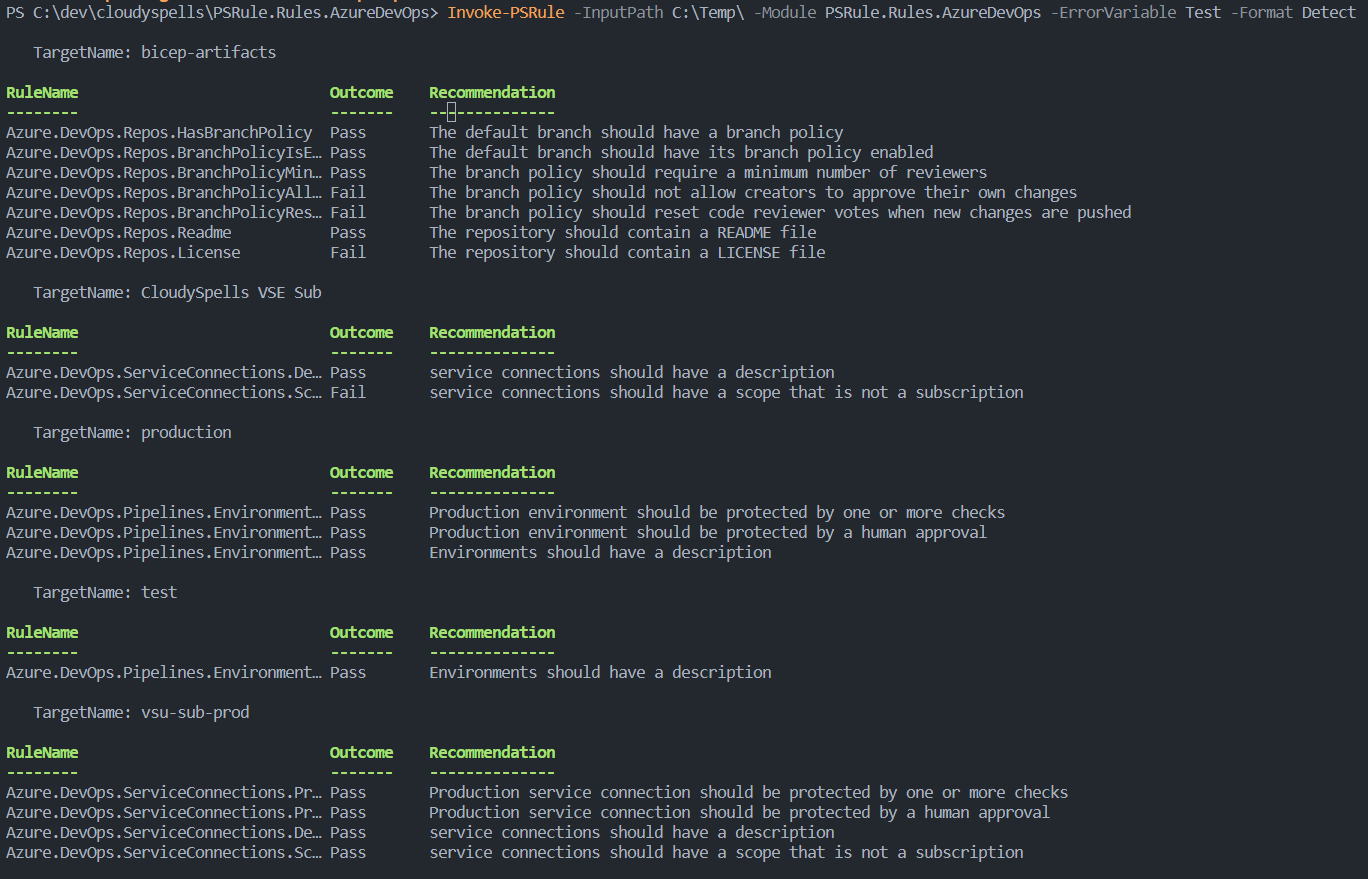 PS C:\dev\cloudyspells\PSRule.Rules.AzureDevOps> Invoke-PSRule -InputPath C:\Temp\ -Module PSRule.Rules.AzureDevOps -ErrorVariable Test -Format Detect
TargetName: bicep-artifacts
RuleName Outcome Recommendation
-------- ------- --------------
Azure.DevOps.Repos.HasBranchPolicy Pass The default branch should have a branch policy
Azure.DevOps.Repos.BranchPolicyIsE… Pass The default branch should have its branch policy enabled
Azure.DevOps.Repos.BranchPolicyMin… Pass The branch policy should require a minimum number of reviewers
Azure.DevOps.Repos.BranchPolicyAll… Fail The branch policy should not allow creators to approve their own changes
Azure.DevOps.Repos.BranchPolicyRes… Fail The branch policy should reset code reviewer votes when new changes are pushed
Azure.DevOps.Repos.Readme Pass The repository should contain a README file
Azure.DevOps.Repos.License Fail The repository should contain a LICENSE file
TargetName: CloudySpells VSE Sub
RuleName Outcome Recommendation
-------- ------- --------------
Azure.DevOps.ServiceConnections.De… Pass service connections should have a description
Azure.DevOps.ServiceConnections.Sc… Fail service connections should have a scope that is not a subscription
TargetName: production
RuleName Outcome Recommendation
-------- ------- --------------
Azure.DevOps.Pipelines.Environment… Pass Production environment should be protected by one or more checks
Azure.DevOps.Pipelines.Environment… Pass Production environment should be protected by a human approval
Azure.DevOps.Pipelines.Environment… Pass Environments should have a description
TargetName: test
RuleName Outcome Recommendation
-------- ------- --------------
Azure.DevOps.Pipelines.Environment… Pass Environments should have a description
TargetName: vsu-sub-prod
RuleName Outcome Recommendation
-------- ------- --------------
Azure.DevOps.ServiceConnections.Pr… Pass Production service connection should be protected by one or more checks
Azure.DevOps.ServiceConnections.Pr… Pass Production service connection should be protected by a human approval
Azure.DevOps.ServiceConnections.De… Pass service connections should have a description
Azure.DevOps.ServiceConnections.Sc… Pass service connections should have a scope that is not a subscription